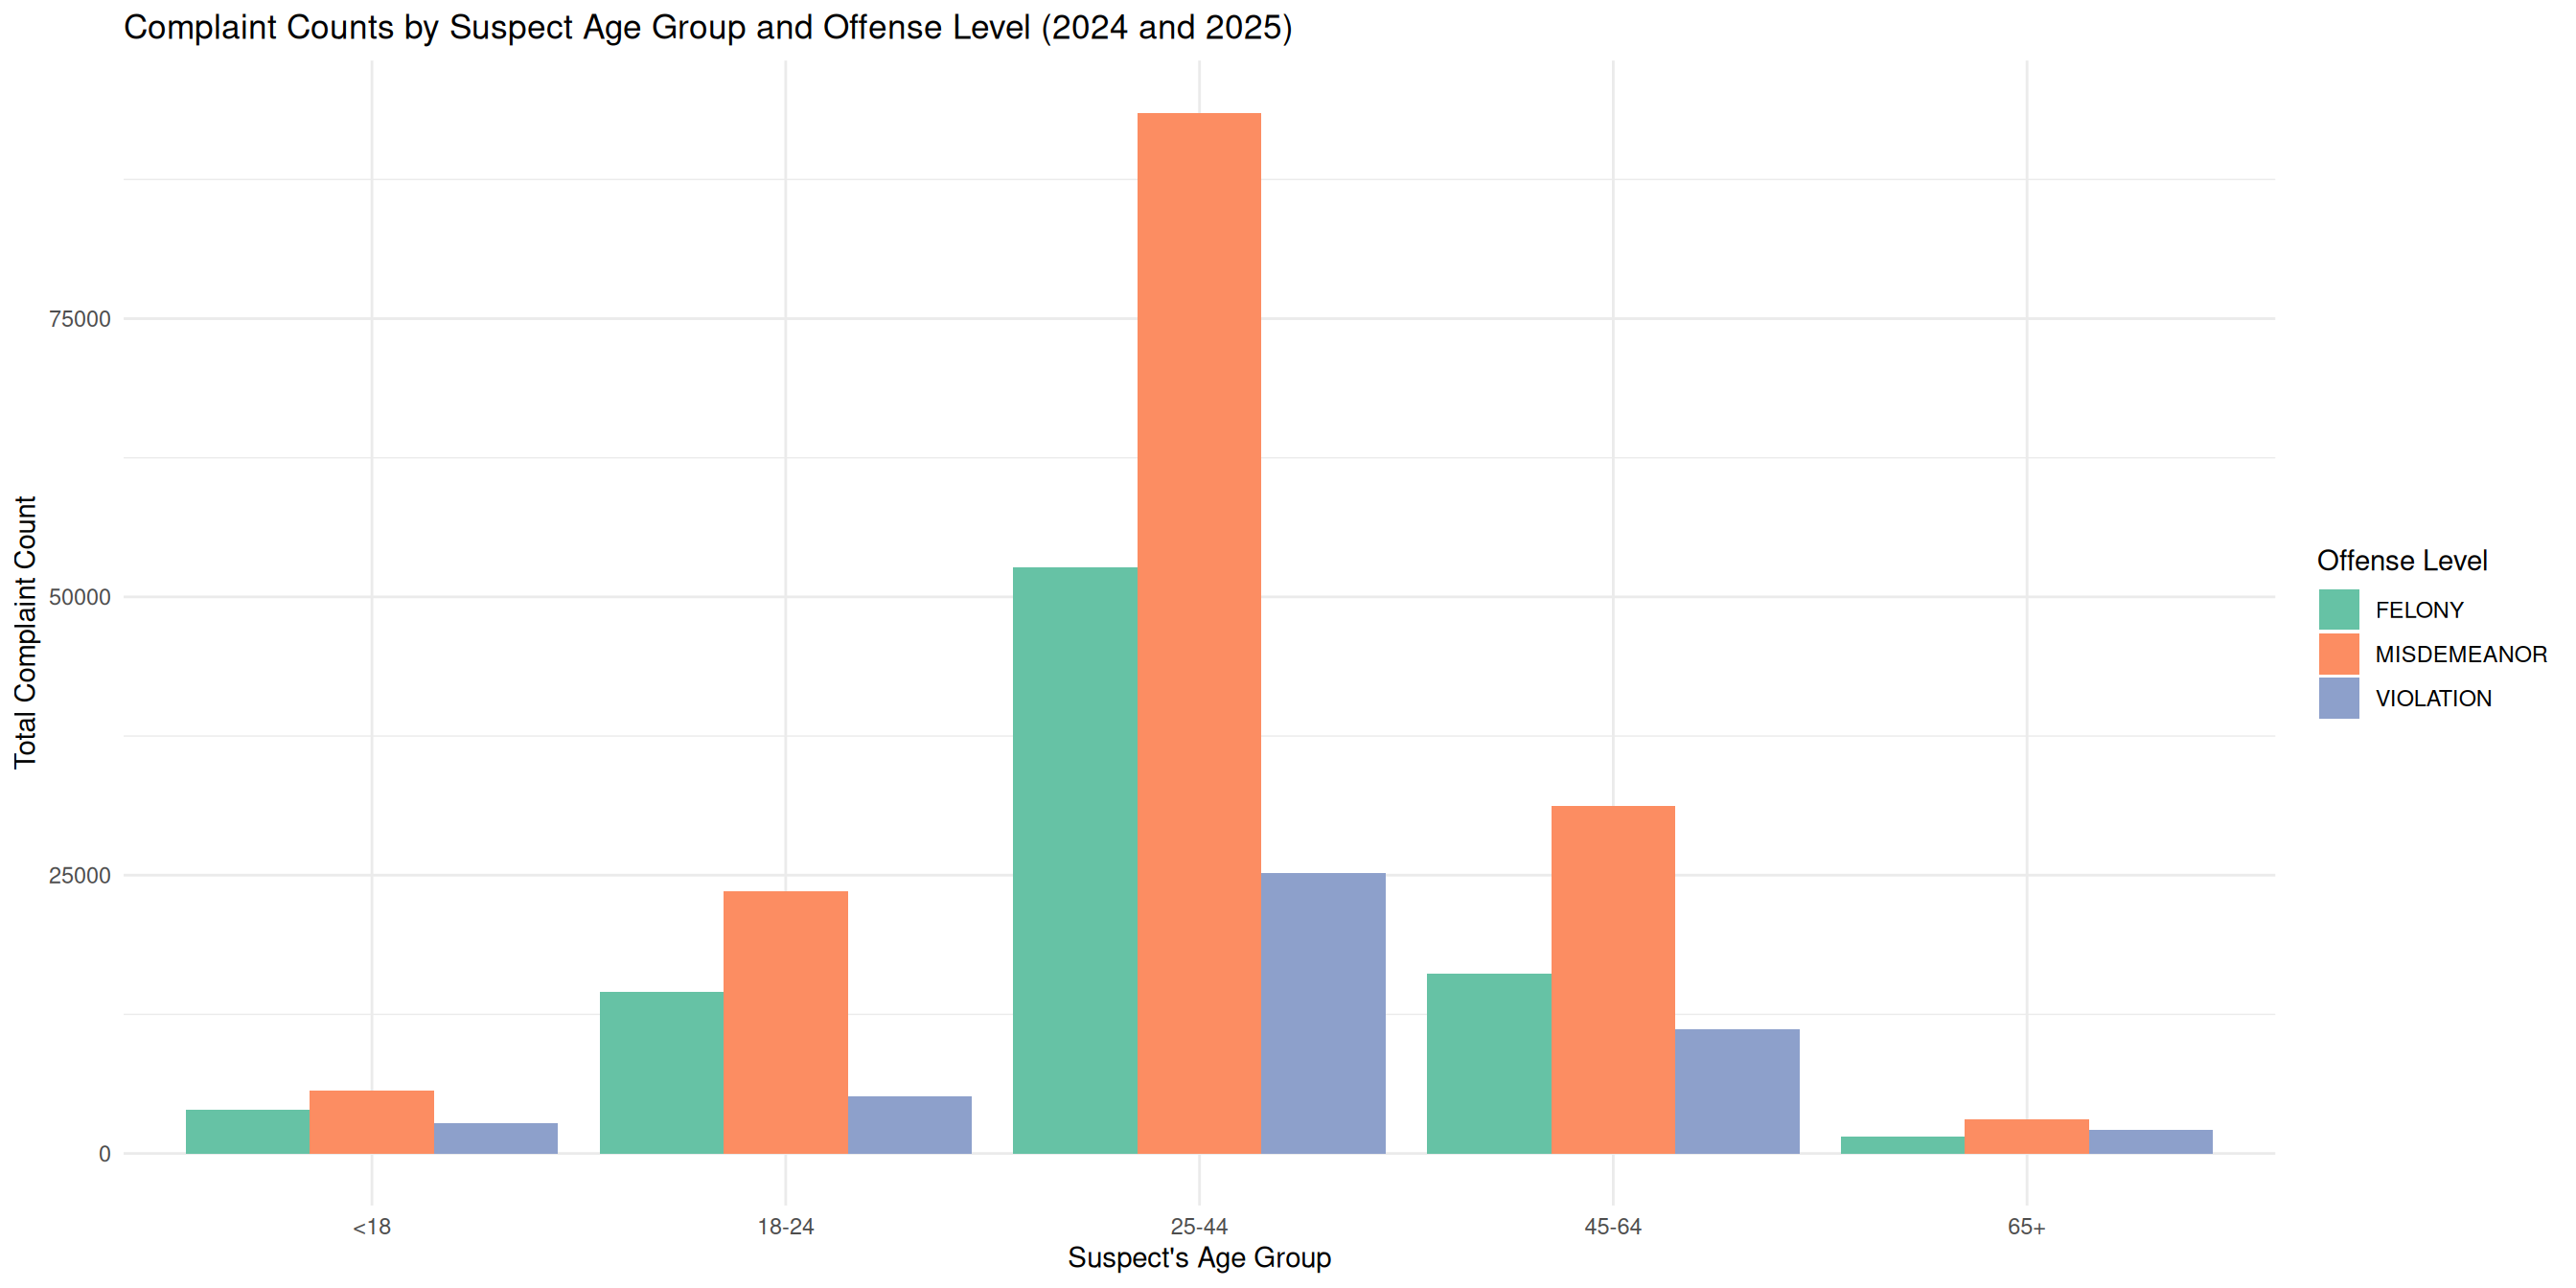 Complaint Counts by Suspect Age Group and Offense Level (2024 and 2025)
Total Complaint Count
75000
50000
25000
0
<18
18-24
25-44
45-64
65+
Suspect's Age Group
Offense Level
FELONY
MISDEMEANOR
VIOLATION